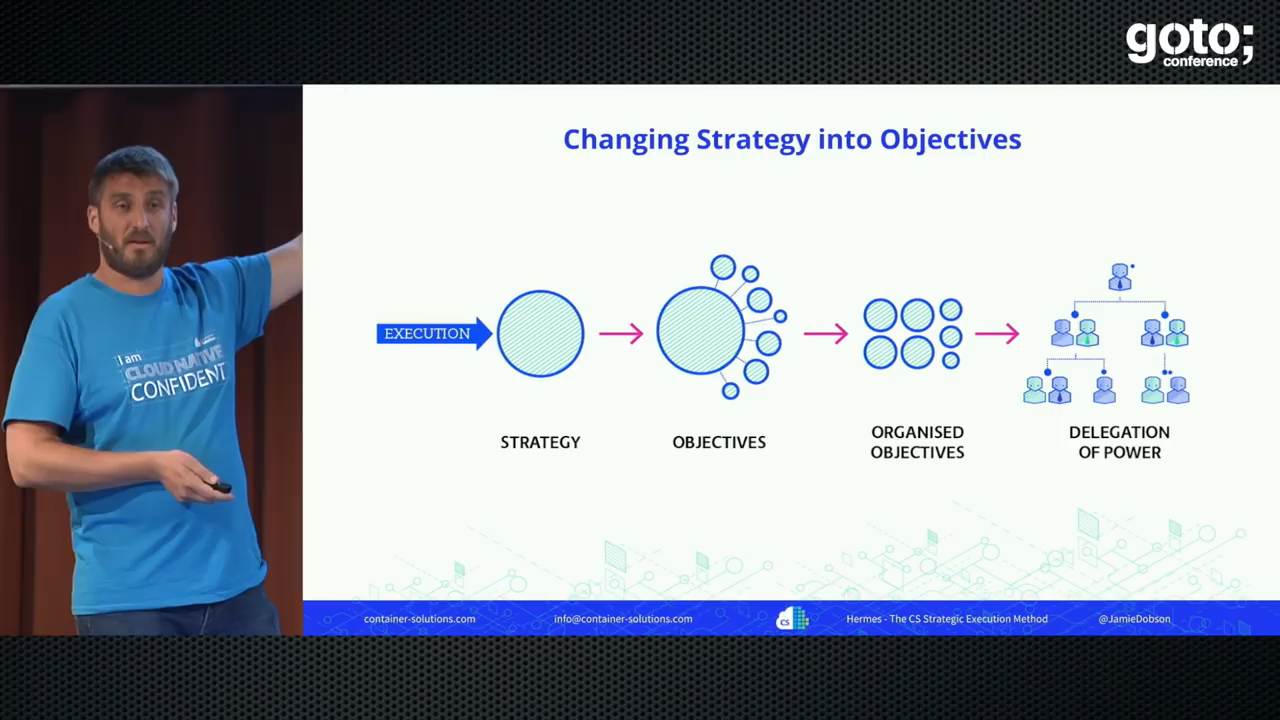 goto;
conference
Changing Strategy into Objectives
I am
CLOUD NATIVE
CONFIDENT
EXECUTION
STRATEGY
OBJECTIVES
ORGANISED
OBJECTIVES
DELEGATION
OF POWER
container-solutions.com
info@container-solutions.com
CS
Hermes - The CS Strategic Execution Method
@JamieDobson